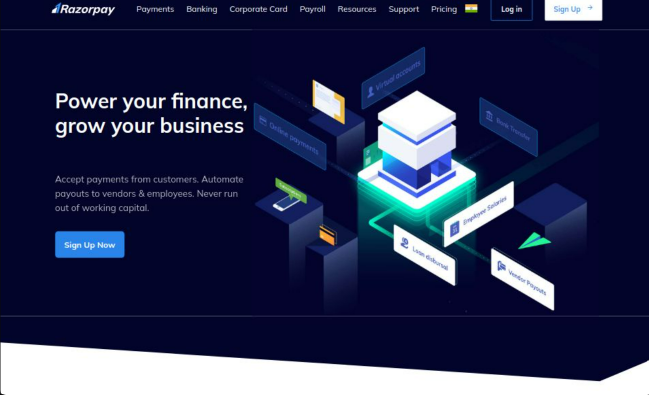 Razorpay
Payments Banking Corporate Card Payroll Resources Support Pricing Log in Sign Up
Power your finance,
grow your business
Accept payments from customers. Automate
payouts to vendors & employees. Never run
out of working capital.
Sign Up Now
Virtual accounts
Online payments
Bank Transfer
Employee Salaries
Loan disbursal
Vendor Payouts